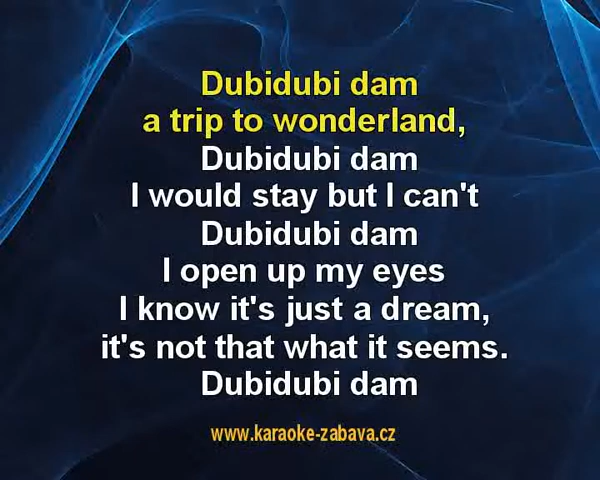 Dubidubi dam
a trip to wonderland,
Dubidubi dam
I would stay but I can't
Dubidubi dam
I open up my eyes
I know it's just a dream,
it's not that what it seems.
Dubidubi dam
www.karaoke-zabava.cz